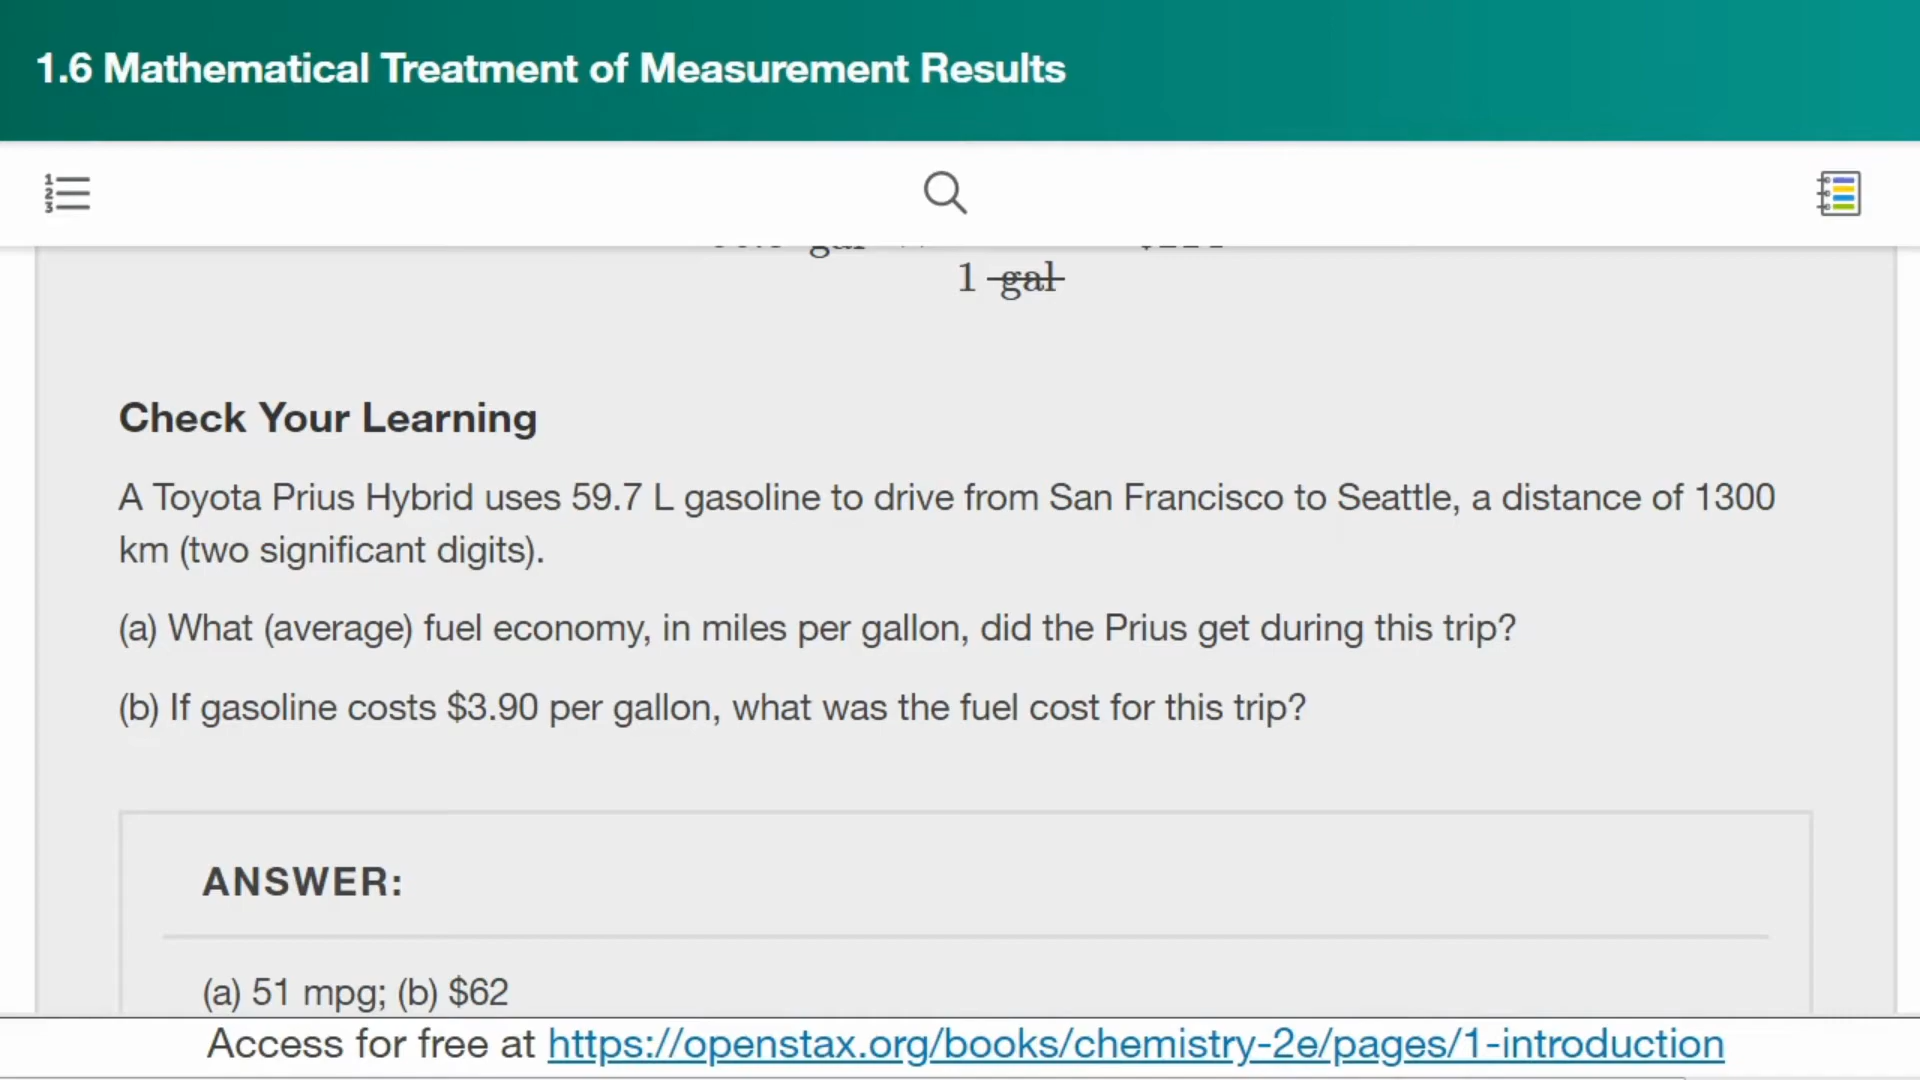 1.6 Mathematical Treatment of Measurement Results
1
2
3
gal
1 gal
Check Your Learning
A Toyota Prius Hybrid uses 59.7 L gasoline to drive from San Francisco to Seattle, a distance of 1300
km (two significant digits).
(a) What (average) fuel economy, in miles per gallon, did the Prius get during this trip?
(b) If gasoline costs $3.90 per gallon, what was the fuel cost for this trip?
ANSWER:
(a) 51 mpg; (b) $62
Access for free at https://openstax.org/books/chemistry-2e/pages/1-introduction